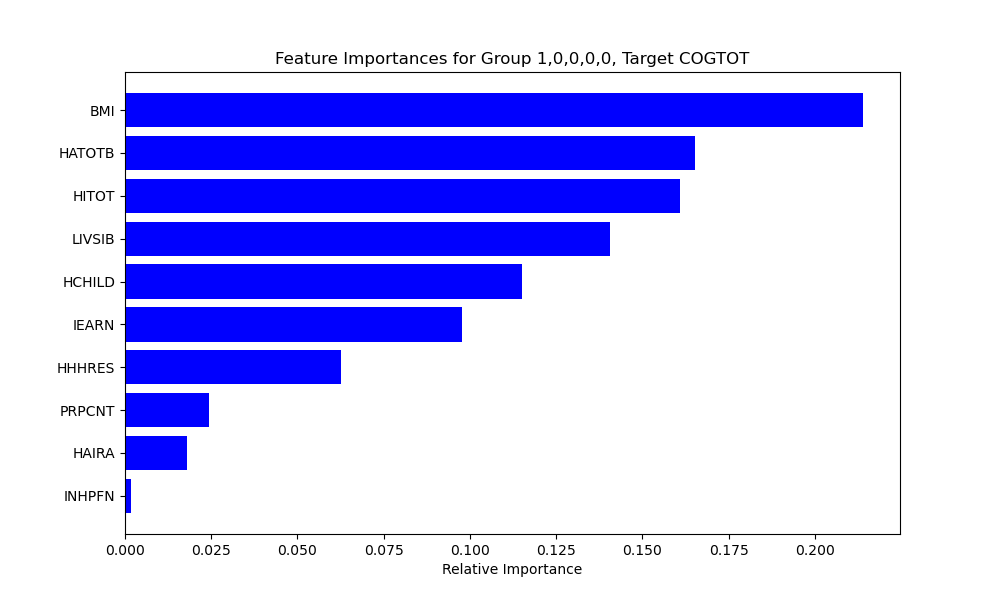 Feature Importances for Group 1,0,0,0,0, Target COGTOT
BMI
HATOTB
HITOT
LIVSIB
HCHILD
IEARN
HHHRES
PRPCNT
HAIRA
INHPFN
0.000 0.025 0.050 0.075 0.100 0.125 0.150 0.175 0.200
Relative Importance